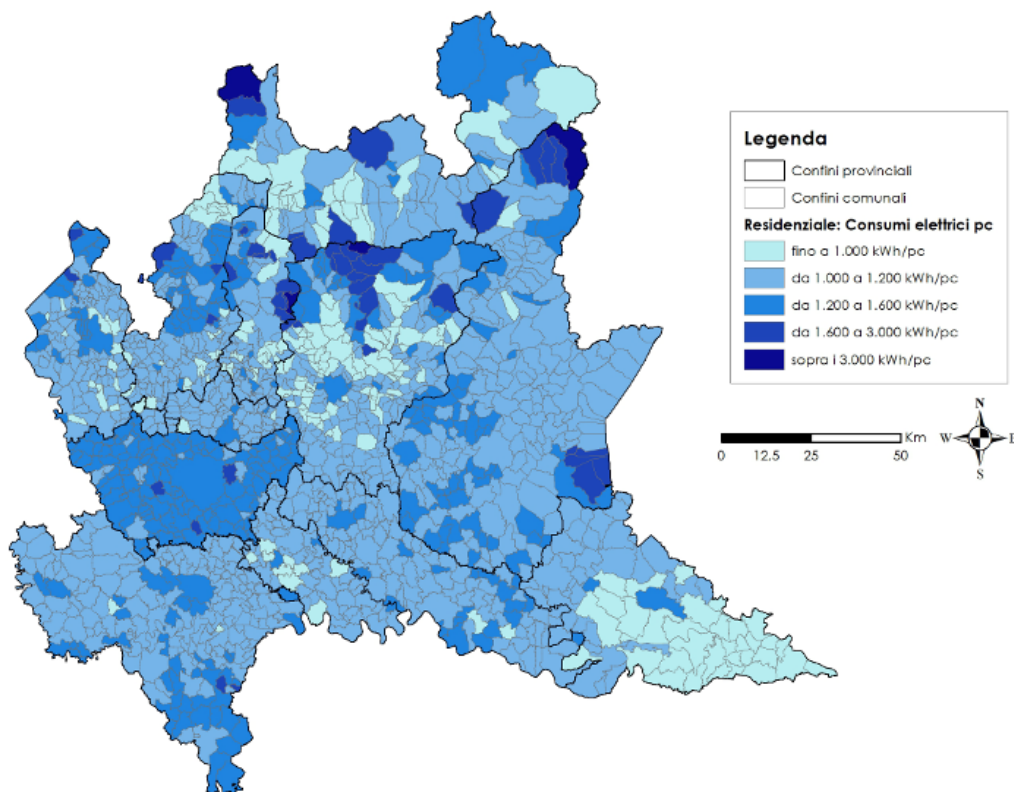 Legenda
Confini provinciali
Confini comunali
Residenziale: Consumi elettrici pc
fino a 1.000 kWh/pc
da 1.000 a 1.200 kWh/pc
da 1.200 a 1.600 kWh/pc
da 1.600 a 3.000 kWh/pc
sopra i 3.000 kWh/pc
N
W E
S
Km
0 12,5 25 50